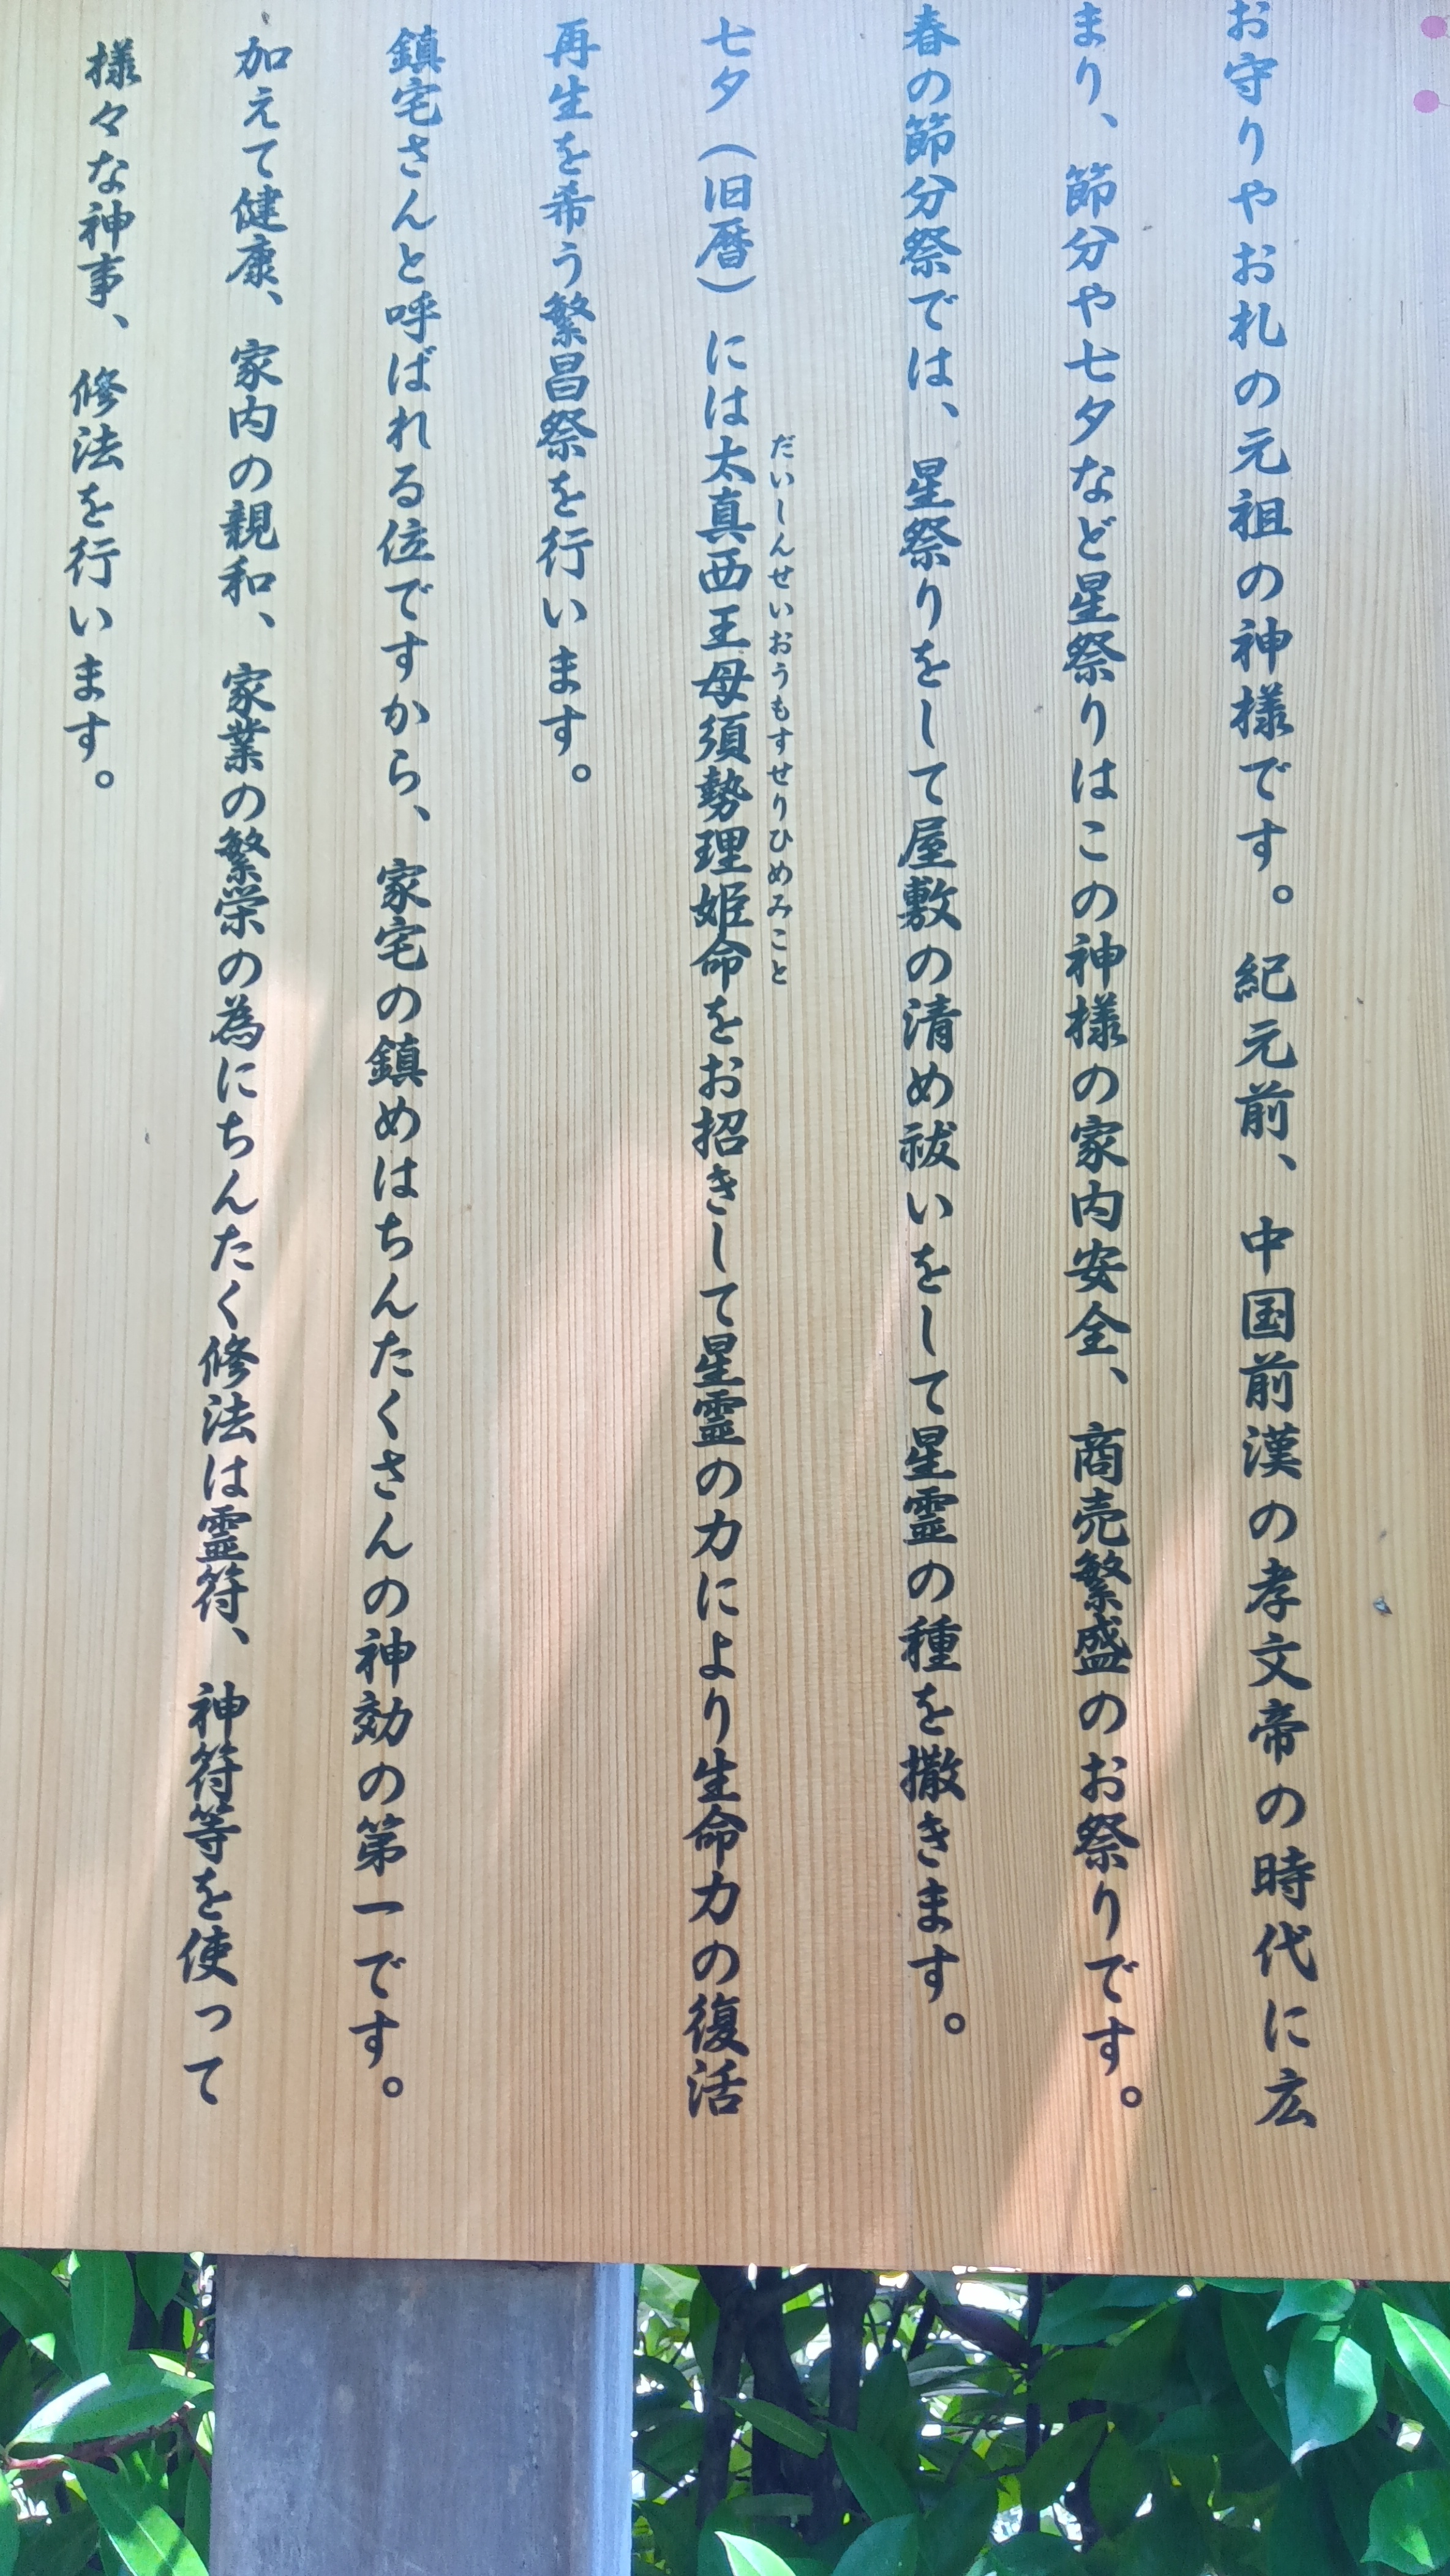 お守りやお札の元祖の神様です。紀元前、中国前漢の孝文帝の時代に広
まり、節分や七夕など星祭りはこの神様の家内安全、商売繁盛のお祭りです。
春の節分祭では、星祭りをして屋敷の清め祓いをして星霊の種を撒きます。
だいしんせいおうもすせりひめみこと
七夕（旧暦）には太真西王母須勢理姫命をお招きして星霊の力により生命力の復活
再生を希う繁昌祭を行います。
鎮宅さんと呼ばれる位ですから、家宅の鎮めはちんたくさんの神効の第一です。
加えて健康、家内の親和、家業の繁栄の為にちんたく修法は霊符、神符等を使って
様々な神事、修法を行います。